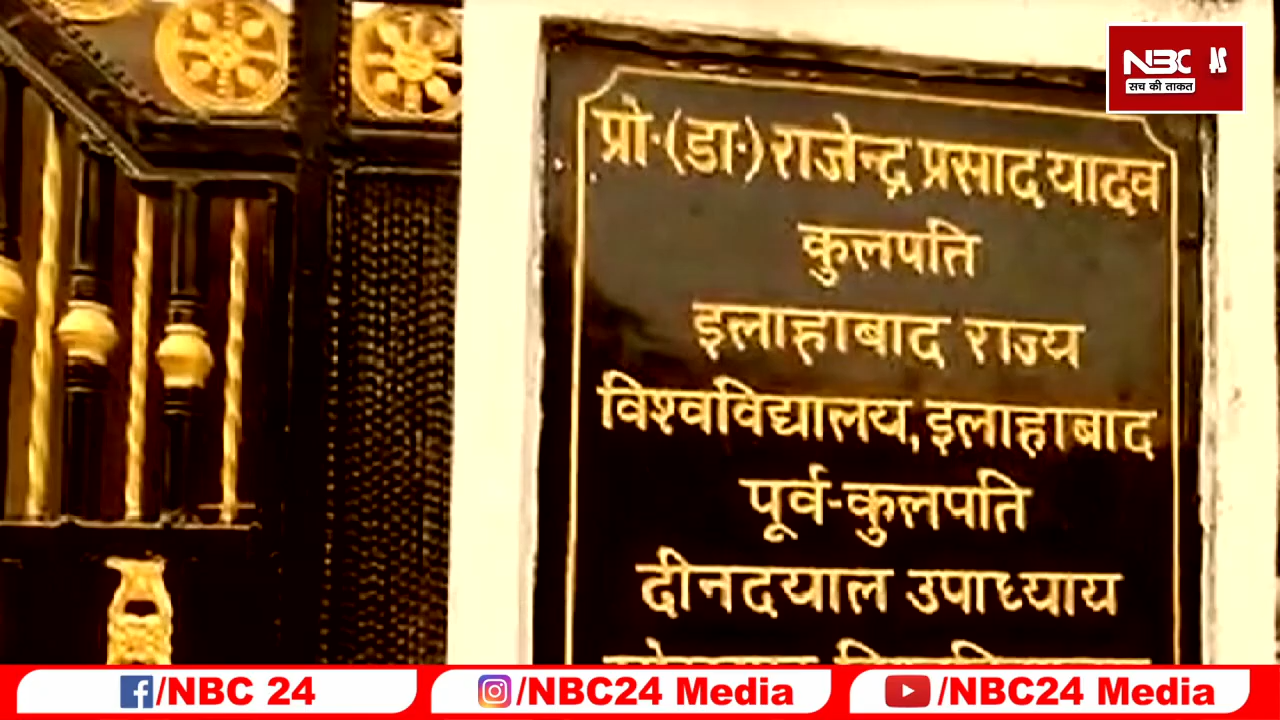 NBC
सच की ताकत
प्रो॰(डा॰)राजेन्द्र प्रसाद यादव
कुलपति
इलाहाबाद राज्य
विश्वविद्यालय,इलाहाबाद
पूर्व-कुलपति
दीनदयाल उपाध्याय
/NBC 24
/NBC24 Media
/NBC24 Media